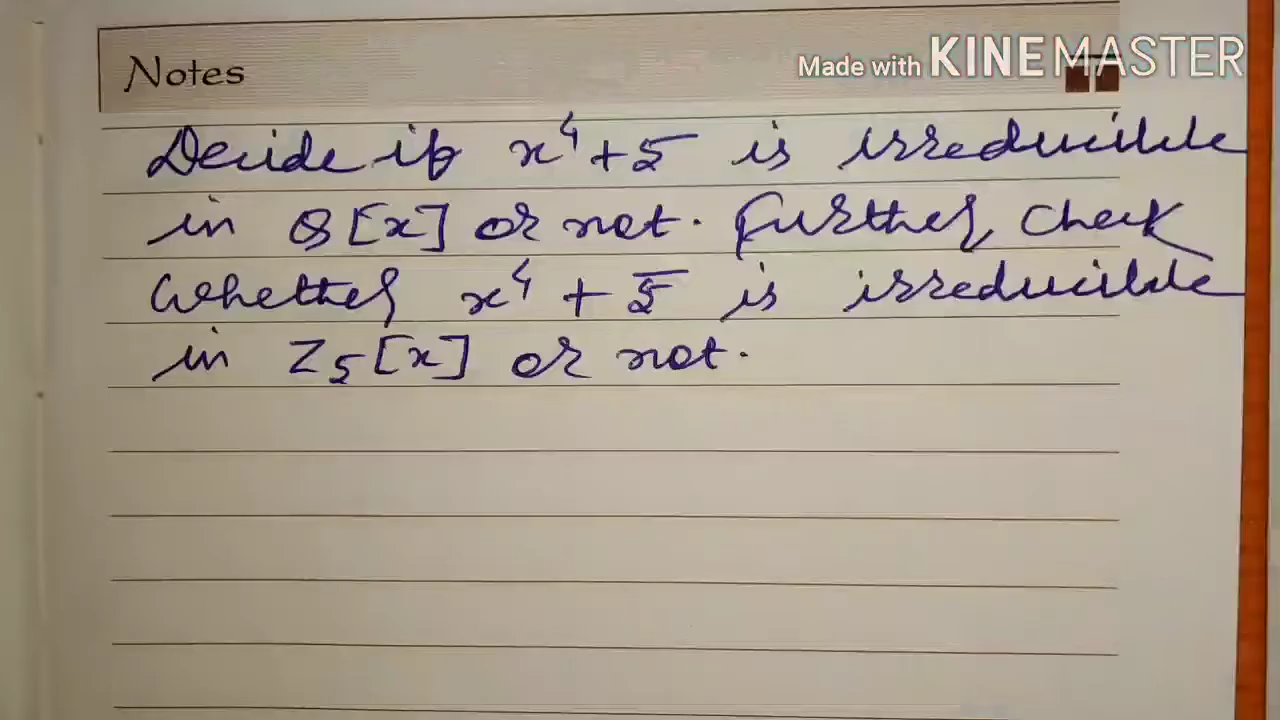 Notes
Made with KINEMASTER
Decide if x⁴ + 5 is irreducible
in Q[x] or not. Further, Check
Whether x⁴ + 5̅ is irreducible
in Z₅[x] or not.